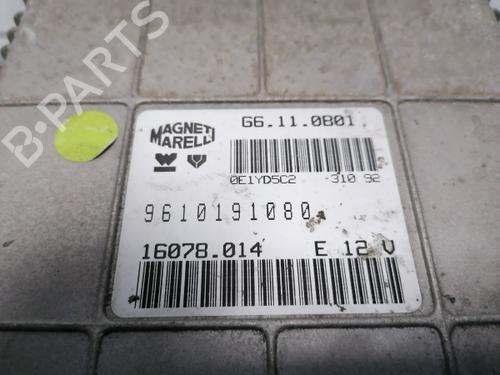 B-PARTS
MAGNETI
MARELLI
G6.11.0B01
0E1YD5C2 -310 92
9610191080
16078.014 E 12 V